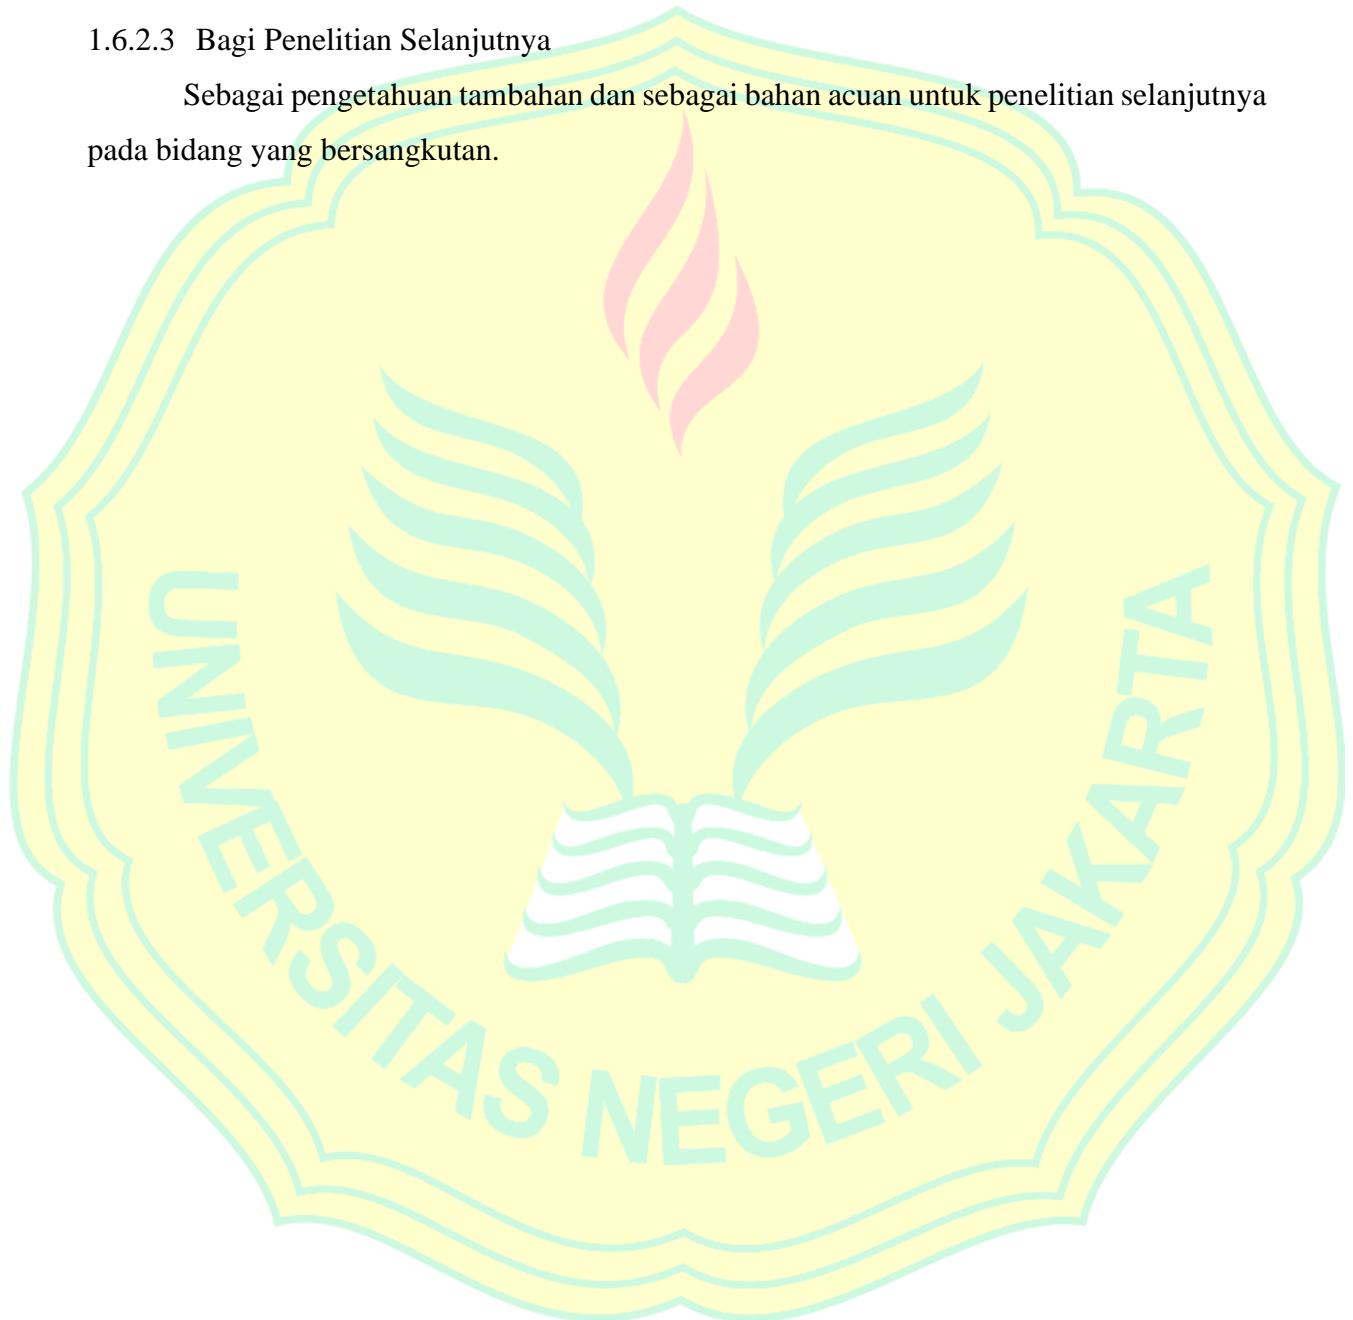 1.6.2.3 Bagi Penelitian Selanjutnya
Sebagai pengetahuan tambahan dan sebagai bahan acuan untuk penelitian selanjutnya
pada bidang yang bersangkutan.
UNIVERSITAS NEGERI JAKARTA